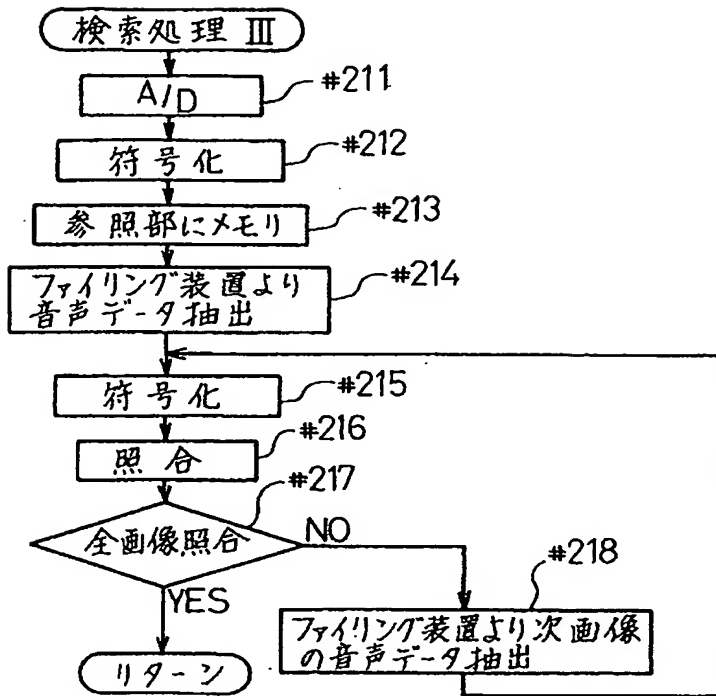 検索処理 III
A/D
#211
符号化
#212
参照部にメモリ
#213
ファイリング装置より
音声データ抽出
#214
符号化
#215
照合
#216
全画像照合
#217
NO
YES
#218
ファイリング装置より次画像
の音声データ抽出
リターン